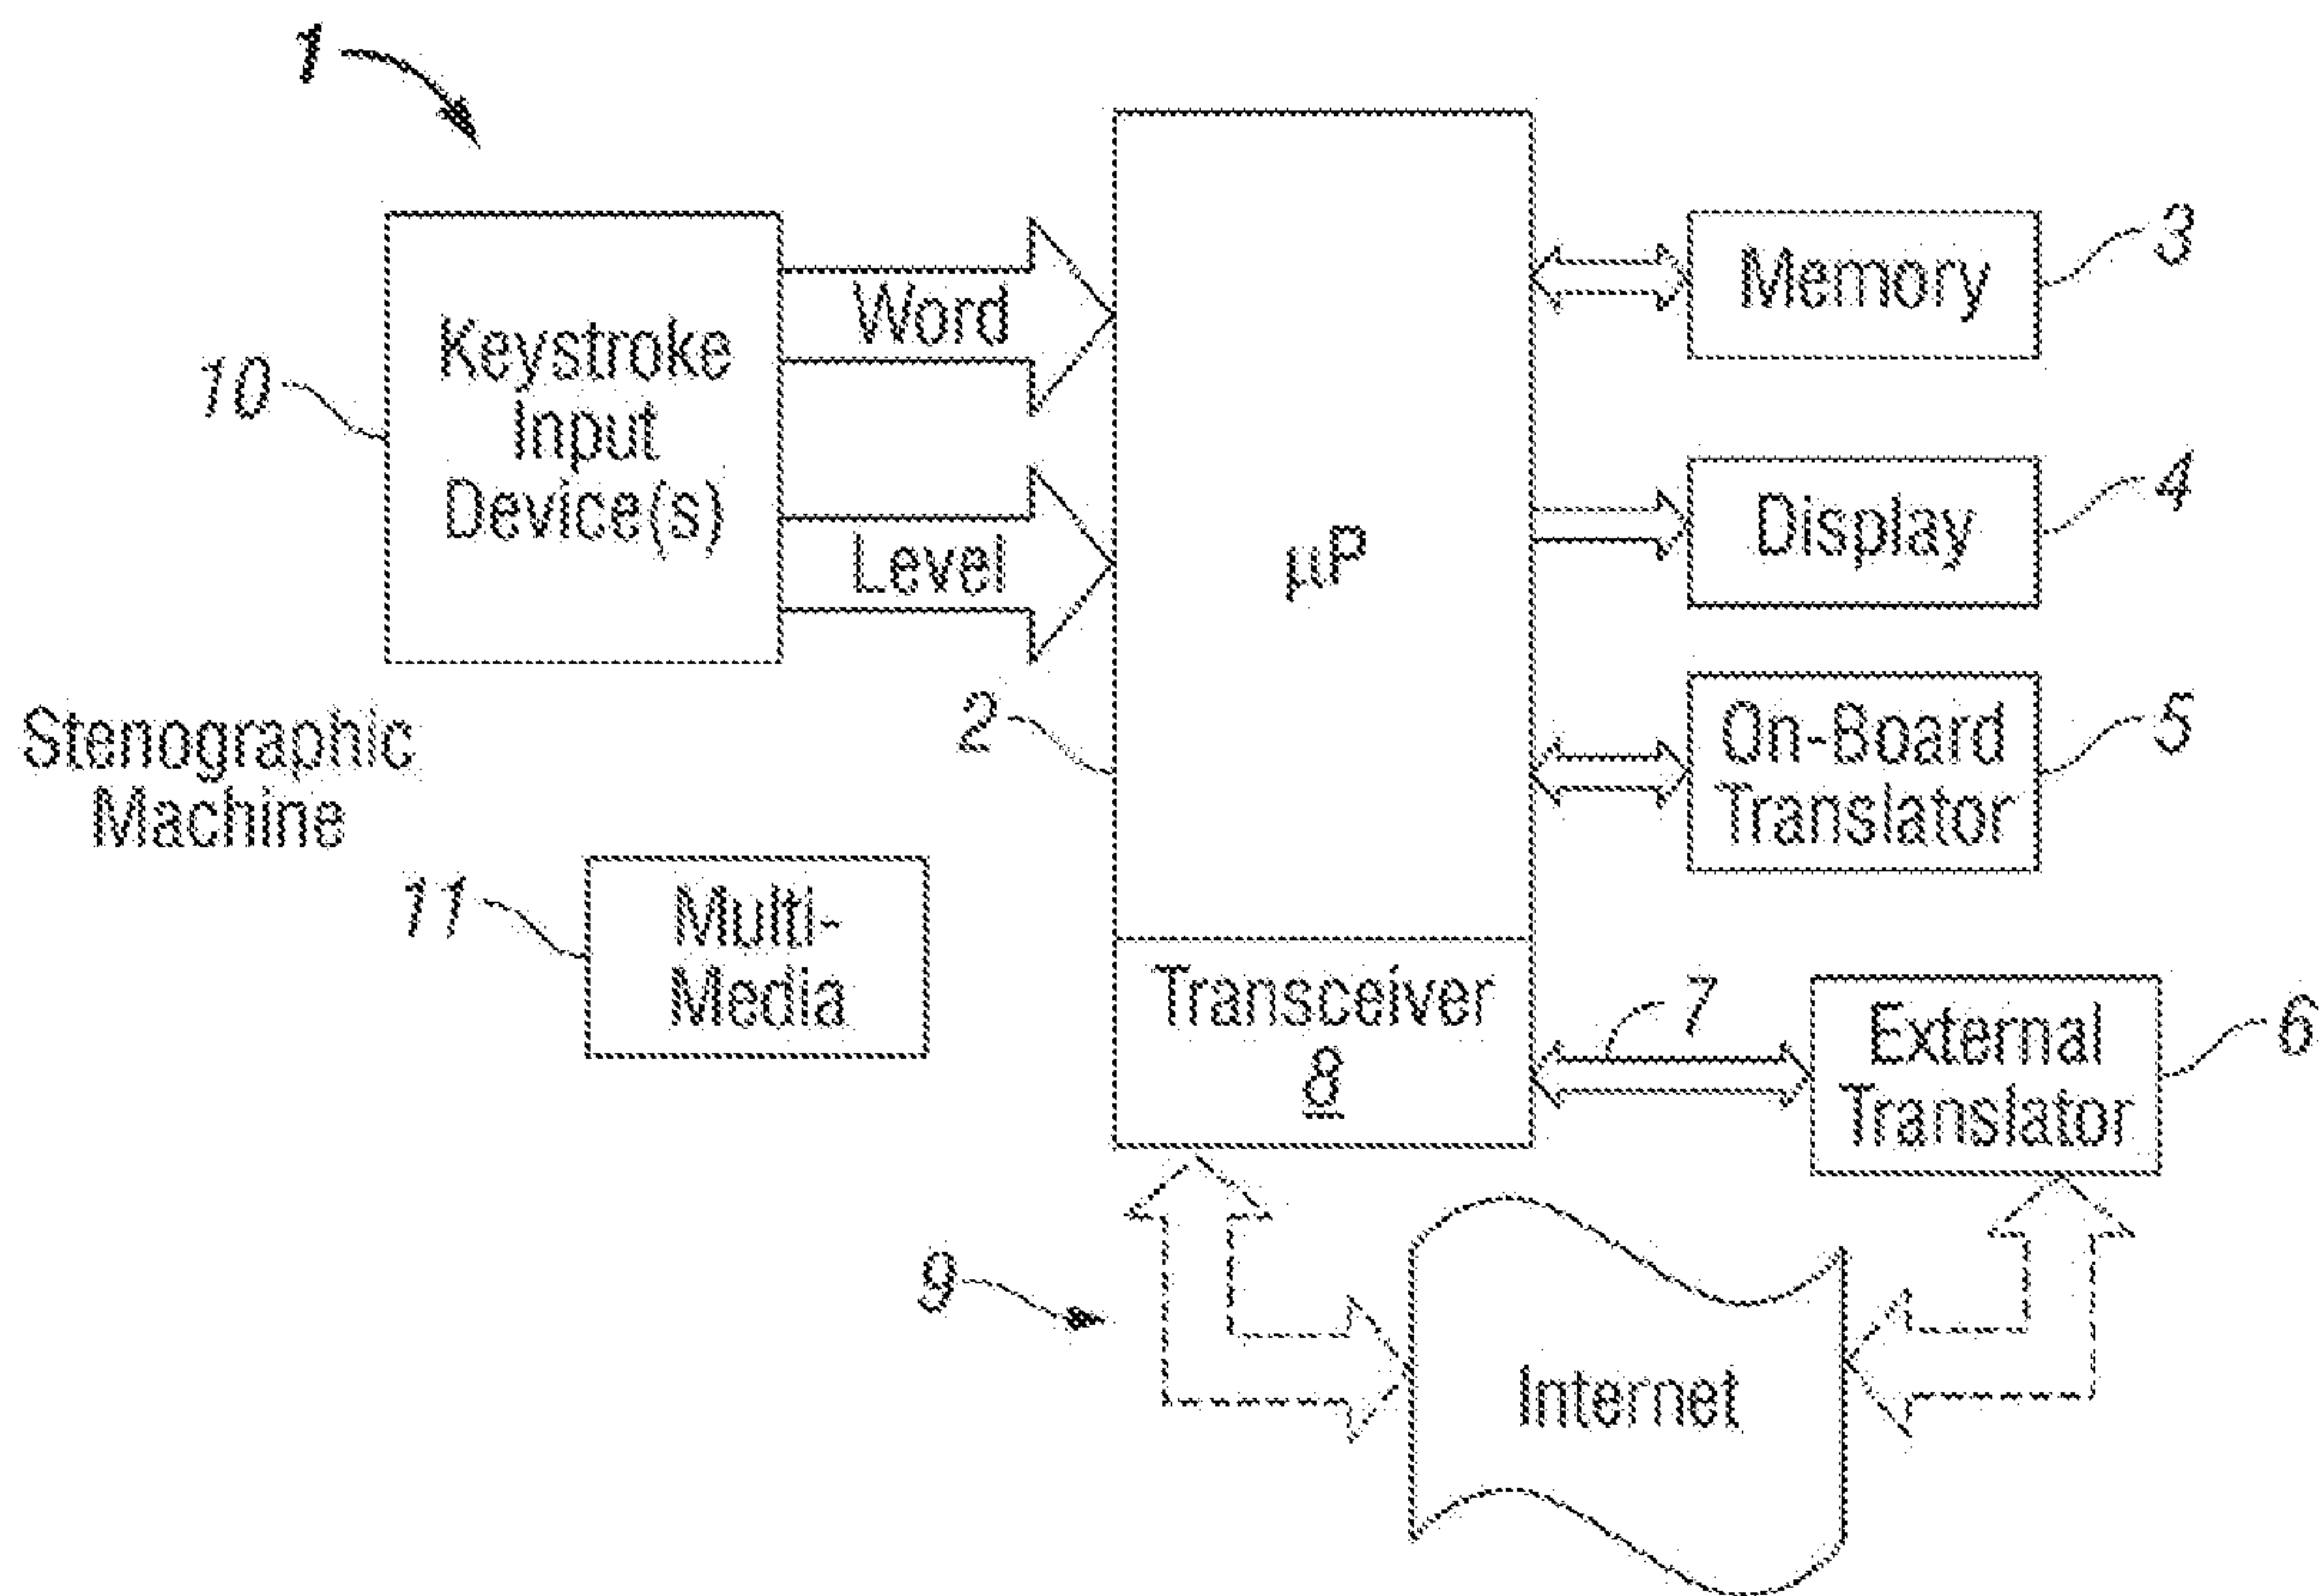 1
10
Keystroke
Input
Device(s)
Word
Level
Stenographic
Machine
11
Multi-
Media
2
µP
Transceiver
8
Memory
3
Display
4
On-Board
Translator
5
7
External
Translator
6
9
Internet